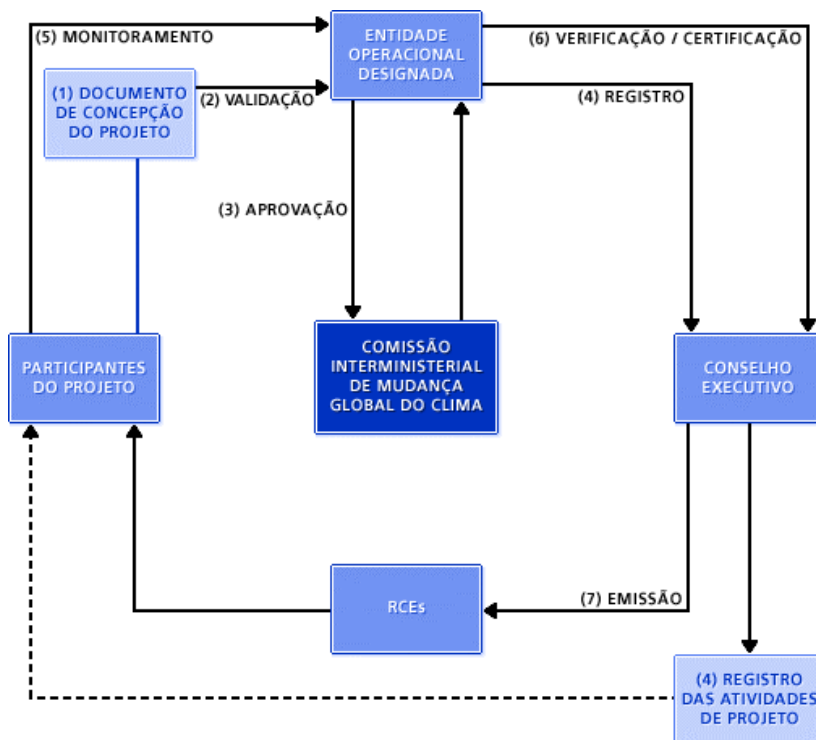 (5) MONITORAMENTO
ENTIDADE
OPERACIONAL
DESIGNADA
(6) VERIFICAÇÃO / CERTIFICAÇÃO
(1) DOCUMENTO
DE CONCEPÇÃO
DO PROJETO
(2) VALIDAÇÃO
(4) REGISTRO
(3) APROVAÇÃO
PARTICIPANTES
DO PROJETO
COMISSÃO
INTERMINISTERIAL
DE MUDANÇA
GLOBAL DO CLIMA
CONSELHO
EXECUTIVO
RCEs
(7) EMISSÃO
(4) REGISTRO
DAS ATIVIDADES
DE PROJETO